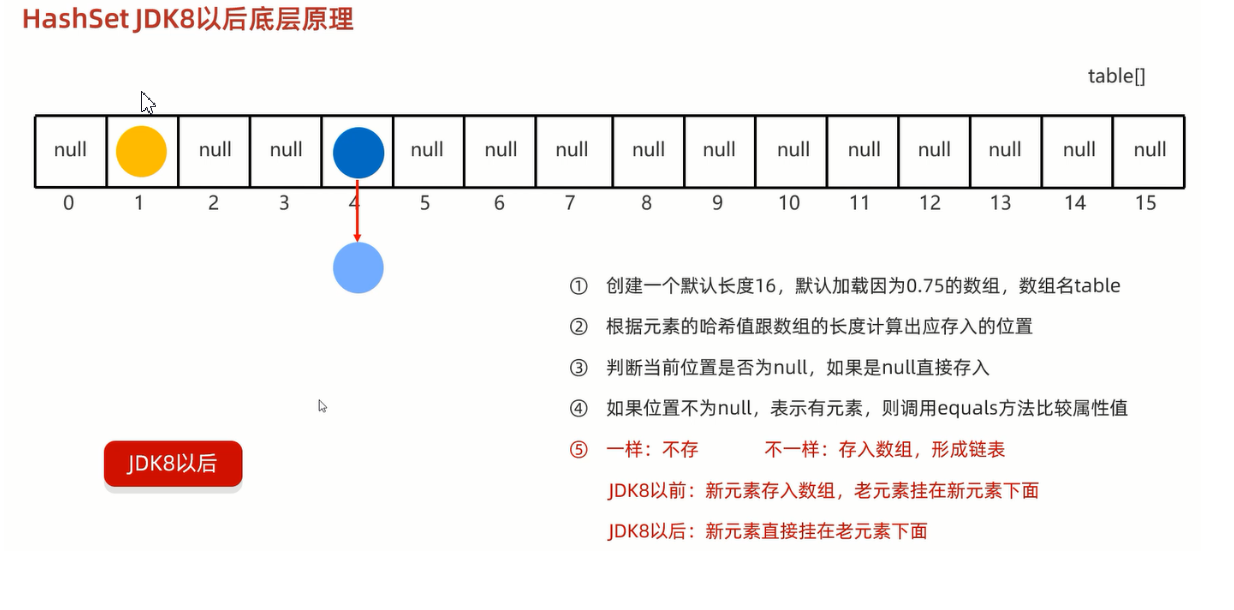 HashSet JDK8以后底层原理
table[]
null null null null null null null null null null null null null null
0 1 2 3 4 5 6 7 8 9 10 11 12 13 14 15
① 创建一个默认长度16，默认加载因为0.75的数组，数组名table
② 根据元素的哈希值跟数组的长度计算出应存入的位置
③ 判断当前位置是否为null，如果是null直接存入
④ 如果位置不为null，表示有元素，则调用equals方法比较属性值
⑤ 一样：不存 不一样：存入数组，形成链表
JDK8以后
JDK8以前：新元素存入数组，老元素挂在新元素下面
JDK8以后：新元素直接挂在老元素下面